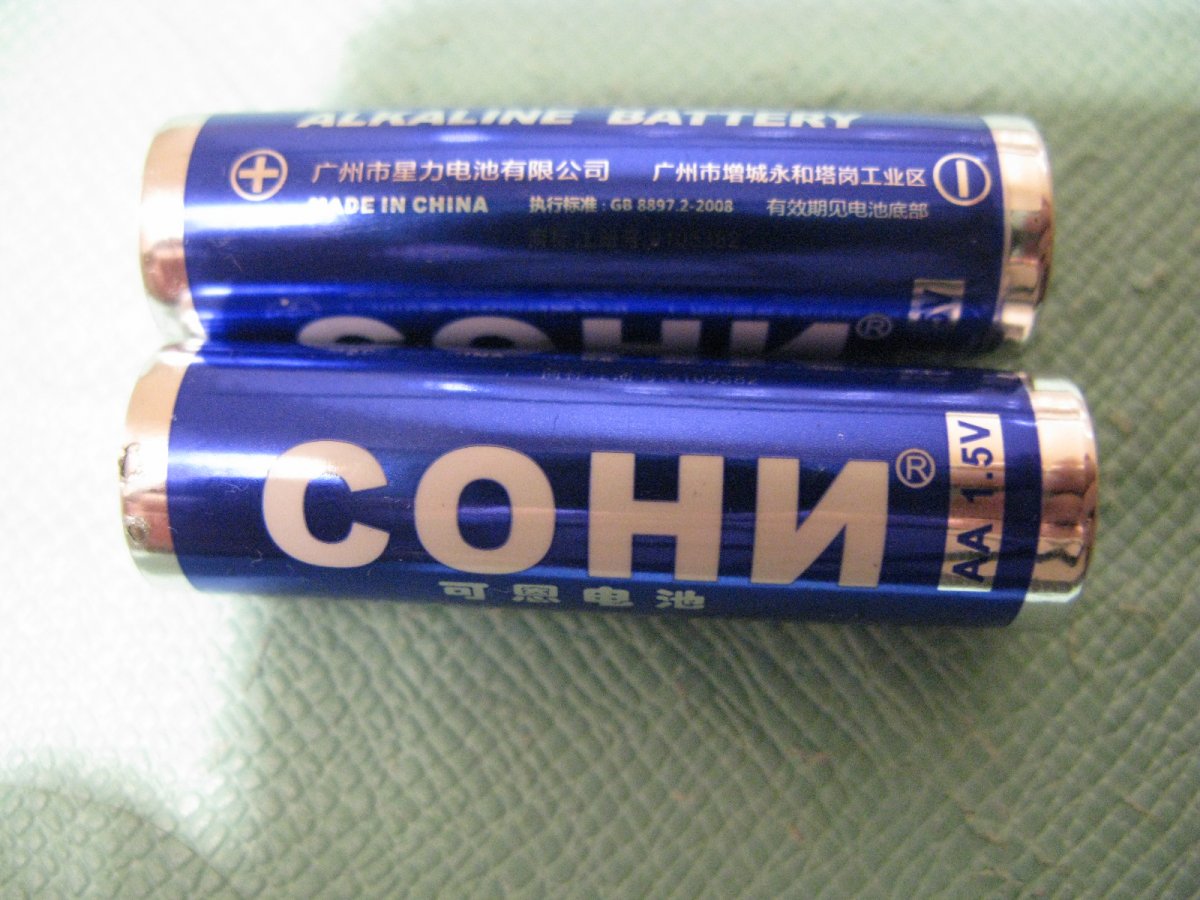 ALKALINE BATTERY
+ 广州市星力电池有限公司 广州市增城永和塔岗工业区 -
MADE IN CHINA 执行标准：GB 8897.2-2008 有效期见电池底部
COHИ®
COHИ®
AA 1.5V
可恩电池